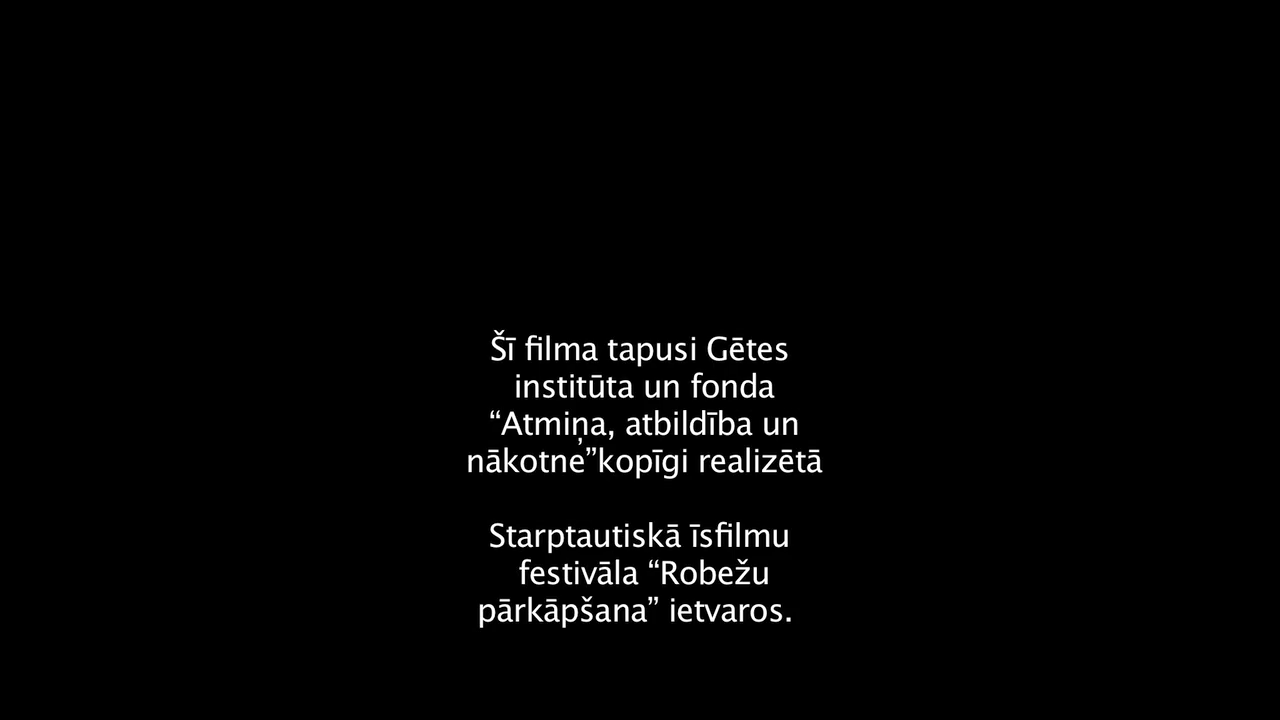 Šī filma tapusi Gētes
institūta un fonda
“Atmiņa, atbildība un
nākotne”kopīgi realizētā
Starptautiskā īsfilmu
festivāla “Robežu
pārkāpšana” ietvaros.